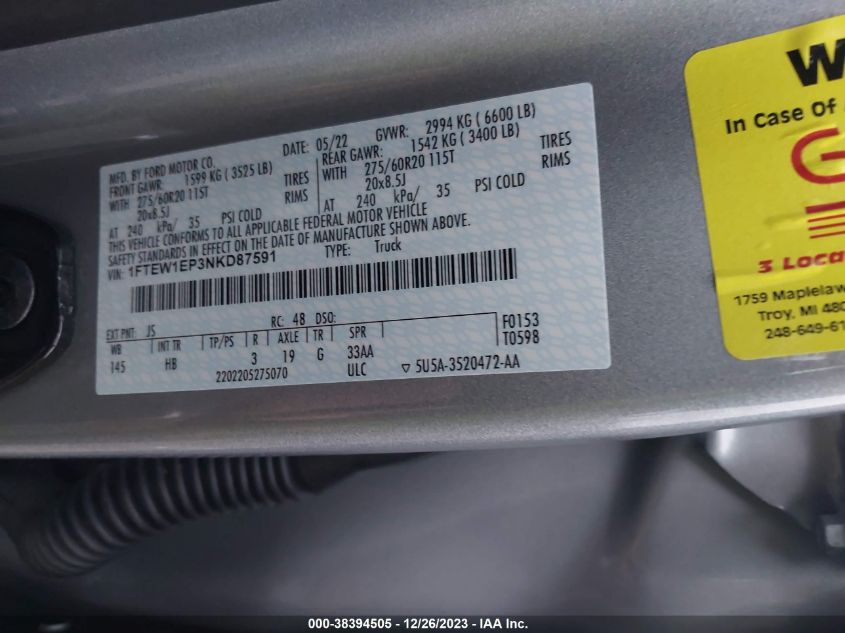 MFD. BY FORD MOTOR CO.
DATE: 05/22 GVWR: 2994 KG ( 6600 LB)
FRONT GAWR: 1599 KG ( 3525 LB) REAR GAWR: 1542 KG ( 3400 LB)
WITH 275/60R20 115T TIRES WITH 275/60R20 115T TIRES
20x8.5J RIMS 20x8.5J RIMS
AT 240 kPa/ 35 PSI COLD AT 240 kPa/ 35 PSI COLD
THIS VEHICLE CONFORMS TO ALL APPLICABLE FEDERAL MOTOR VEHICLE
SAFETY STANDARDS IN EFFECT ON THE DATE OF MANUFACTURE SHOWN ABOVE.
VIN: 1FTEW1EP3NKD87591 TYPE: Truck
EXT PNT: JS RC: 48 DSO:
WB INT TR TP/PS R AXLE TR SPR F0153
145 HB 3 19 G 33AA T0598
2202205275070 ULC 5U5A-3520472-AA
W
In Case Of
G
3 Loca
1759 Maplelaw
Troy, MI 480
248-649-61
000-38394505 - 12/26/2023 - IAA Inc.